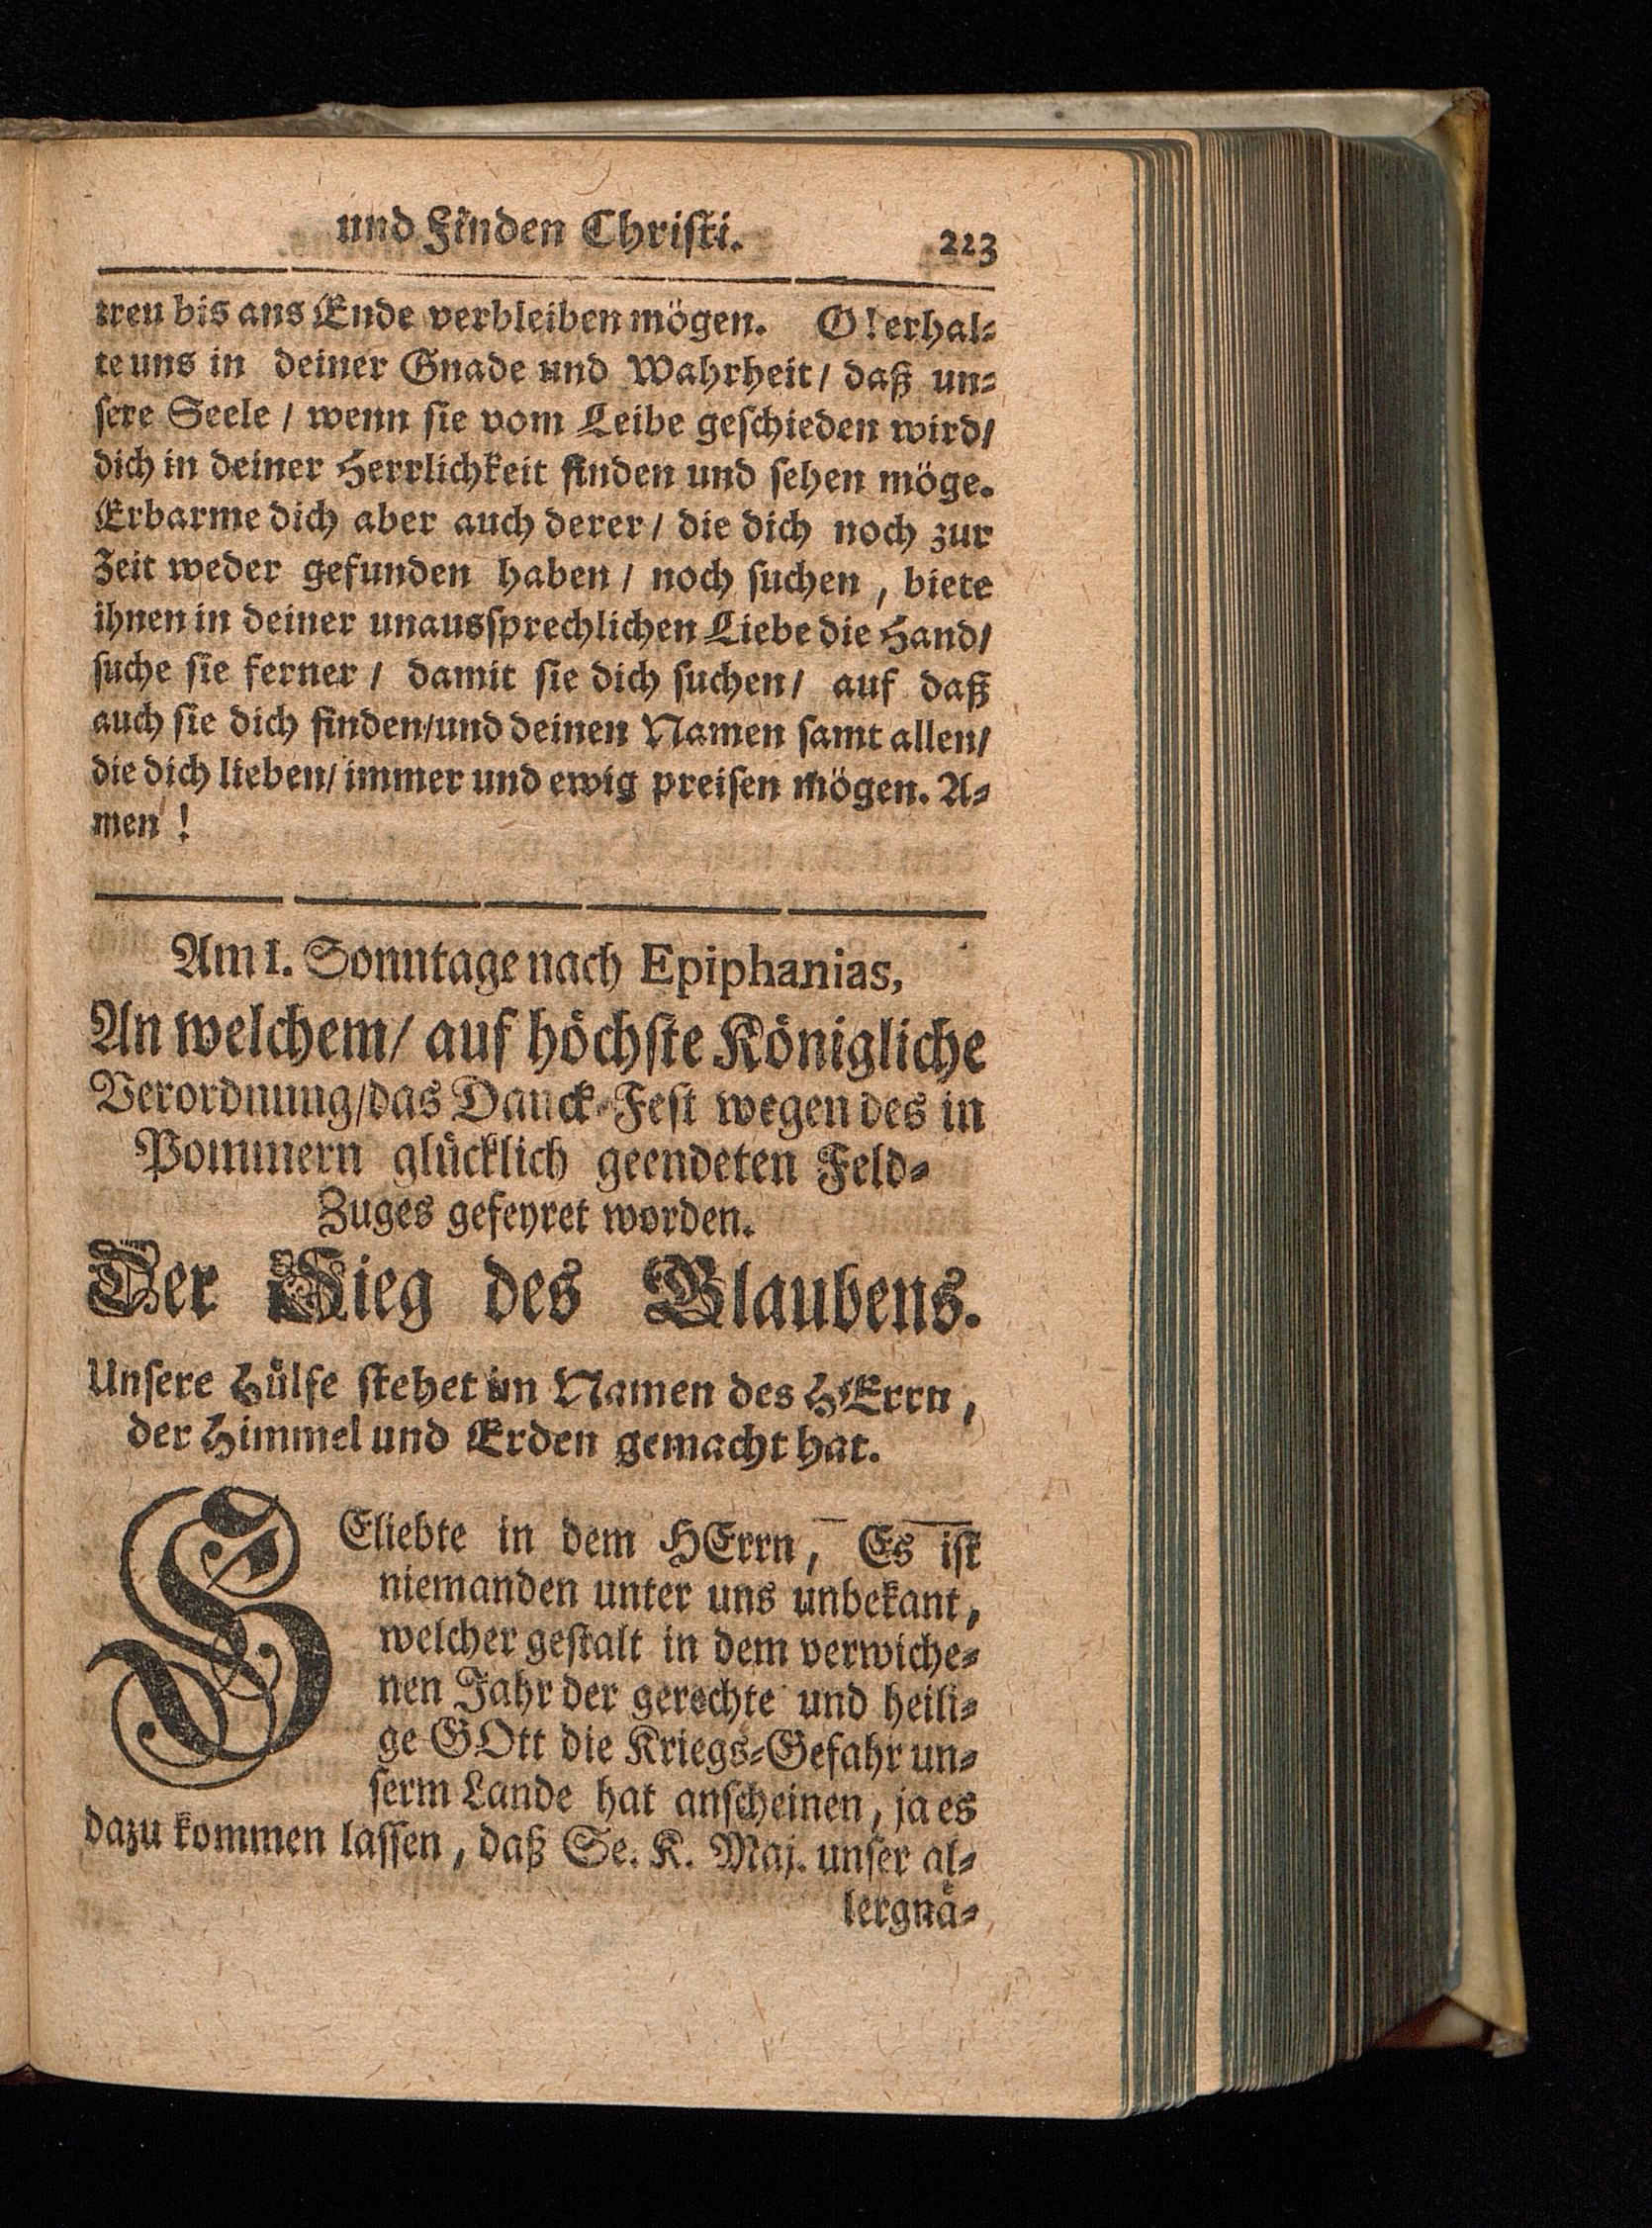 und Finden Christi. 223
treu bis ans Ende verbleiben mögen. O! erhal-
te uns in deiner Gnade und Wahrheit / daß un-
sere Seele / wenn sie vom Leibe geschieden wird/
dich in deiner Herrlichkeit finden und sehen möge.
Erbarme dich aber auch derer / die dich noch zur
Zeit weder gefunden haben / noch suchen, biete
ihnen in deiner unaussprechlichen Liebe die Hand/
suche sie ferner / damit sie dich suchen / auf daß
auch sie dich finden/und deinen Namen samt allen/
die dich lieben/ immer und ewig preisen mögen. A-
men !
Am 1. Sonntage nach Epiphanias,
An welchem/ auf höchste Königliche
Verordnung/das Danck-Fest wegen des in
Pommern glücklich geendeten Feld-
Zuges gefeyret worden.
Der Sieg des Glaubens.
Unsere Hülfe stehet im Namen des HErrn,
der Himmel und Erden gemacht hat.
GEliebte in dem HErrn, Es ist
niemanden unter uns unbekant,
welcher gestalt in dem verwiche-
nen Jahr der gerechte und heili-
ge GOtt die Kriegs-Gefahr un-
serm Lande hat anscheinen, ja es
dazu kommen lassen, daß Se. K. Maj. unser al-
lergnä-